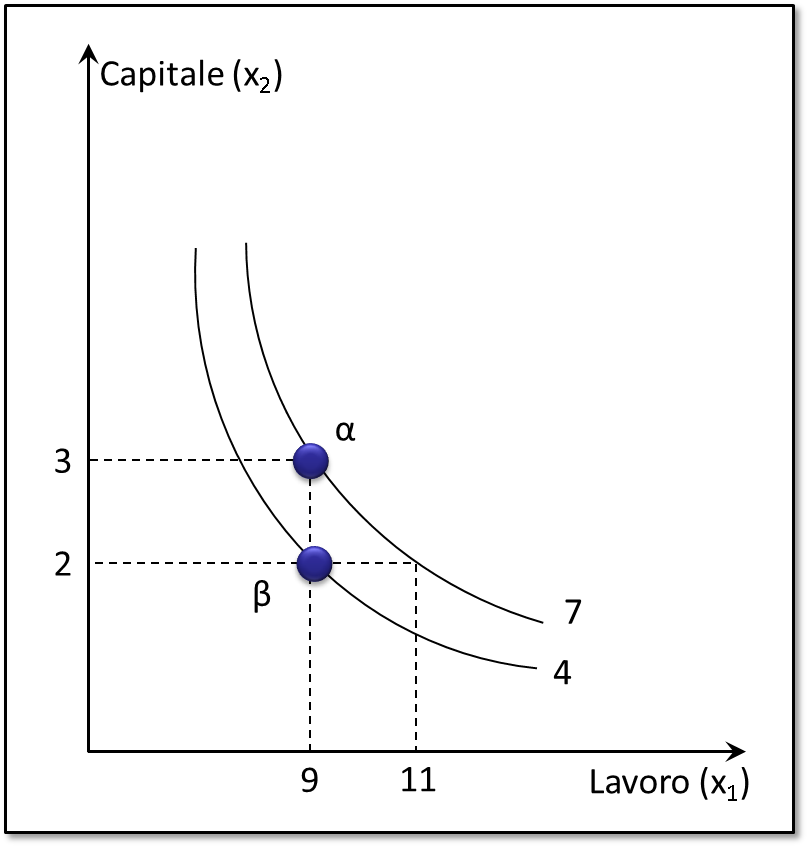 Capitale (x2)
α
3
2
β
7
4
9
11
Lavoro (x1)